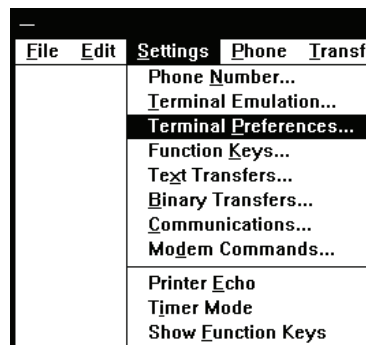 File Edit Settings Phone Transf
Phone Number...
Terminal Emulation...
Terminal Preferences...
Function Keys...
Text Transfers...
Binary Transfers...
Communications...
Modem Commands...
Printer Echo
Timer Mode
Show Function Keys